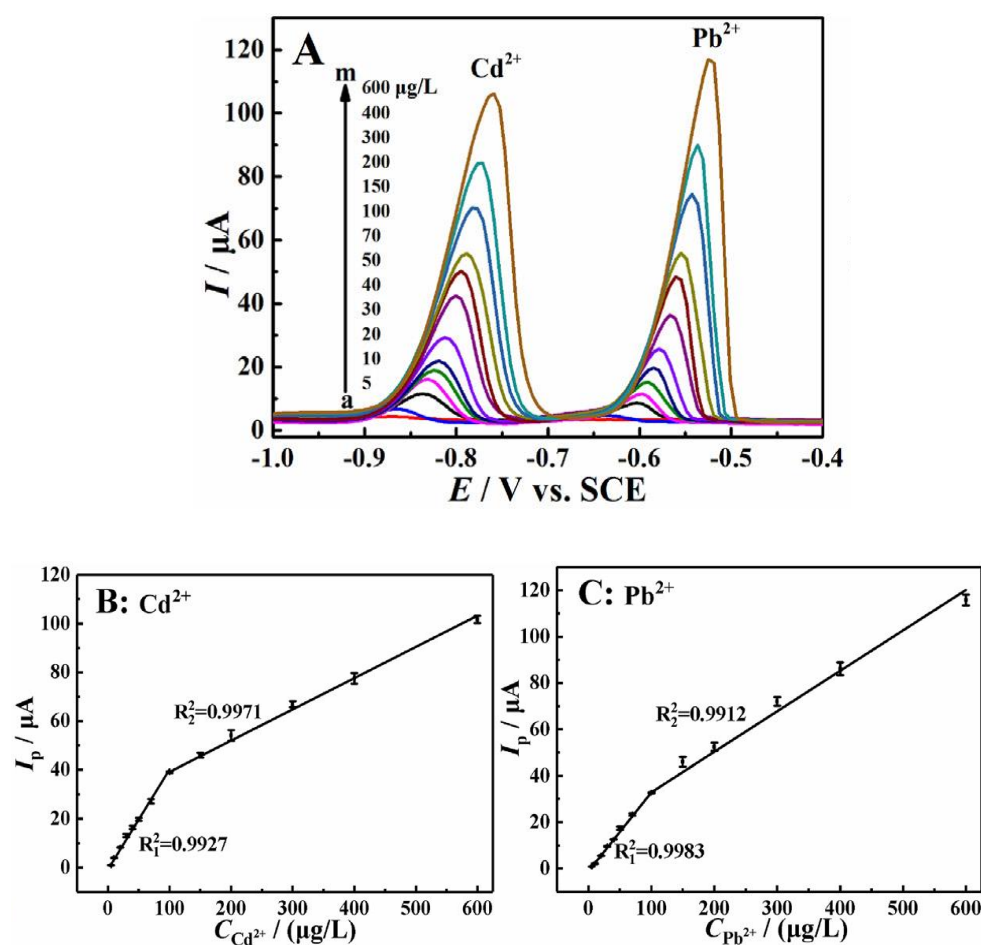 A
m
a
600 µg/L
400
300
200
150
100
70
50
40
30
20
10
5
Cd²⁺
Pb²⁺
120
100
80
60
40
20
0
I / µA
-1.0 -0.9 -0.8 -0.7 -0.6 -0.5 -0.4
E / V vs. SCE
B: Cd²⁺
120
100
80
60
40
20
0
Iₚ / µA
R₂²=0.9971
R₁²=0.9927
0 100 200 300 400 500 600
C_Cd²⁺ / (µg/L)
C: Pb²⁺
120
100
80
60
40
20
0
Iₚ / µA
R₂²=0.9912
R₁²=0.9983
0 100 200 300 400 500 600
C_Pb²⁺ / (µg/L)